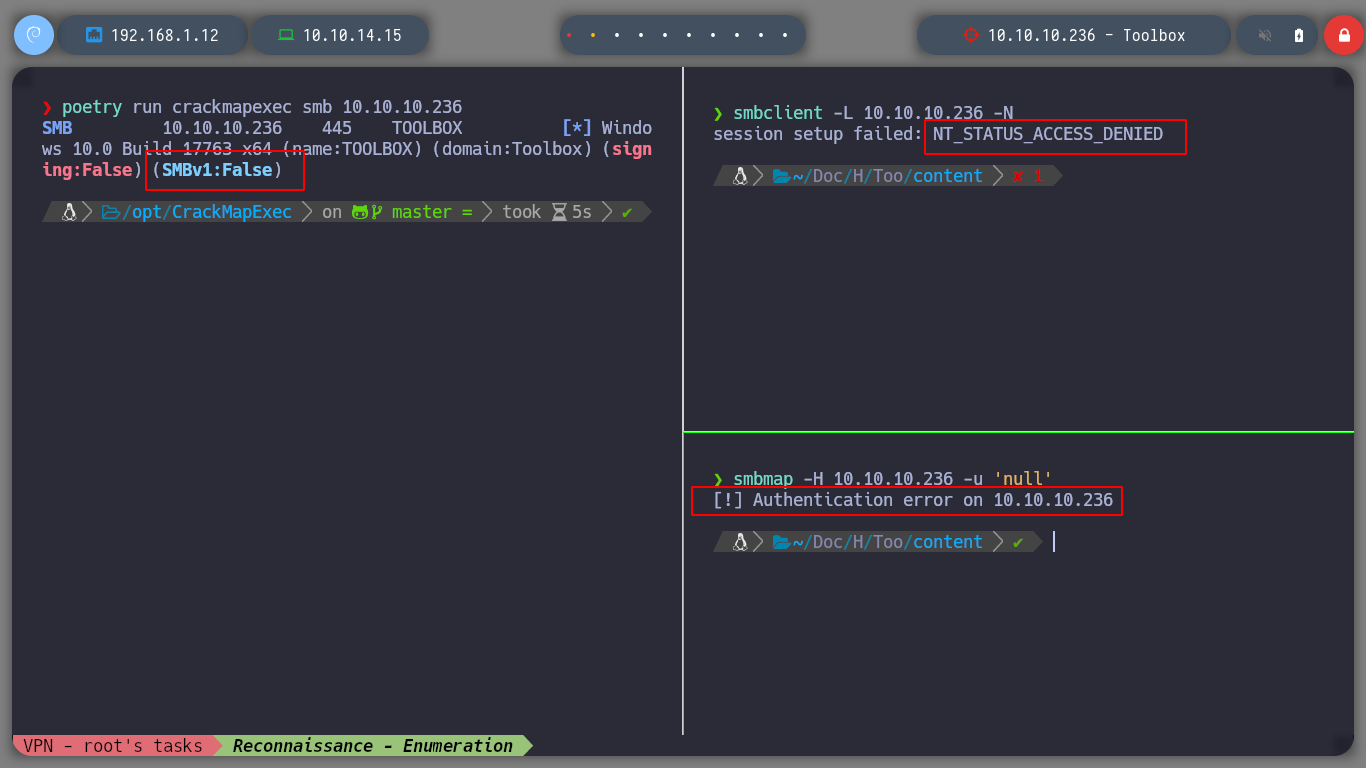 192.168.1.12
10.10.14.15
10.10.10.236 - Toolbox
❯ poetry run crackmapexec smb 10.10.10.236
SMB         10.10.10.236    445    TOOLBOX          [*] Windo
ws 10.0 Build 17763 x64 (name:TOOLBOX) (domain:Toolbox) (sign
ing:False) (SMBv1:False)
/opt/CrackMapExec on master = took 5s ✔
❯ smbclient -L 10.10.10.236 -N
session setup failed: NT_STATUS_ACCESS_DENIED
~/Doc/H/Too/content ✘ 1
❯ smbmap -H 10.10.10.236 -u 'null'
[!] Authentication error on 10.10.10.236
~/Doc/H/Too/content ✔
VPN - root's tasks
Reconnaissance - Enumeration